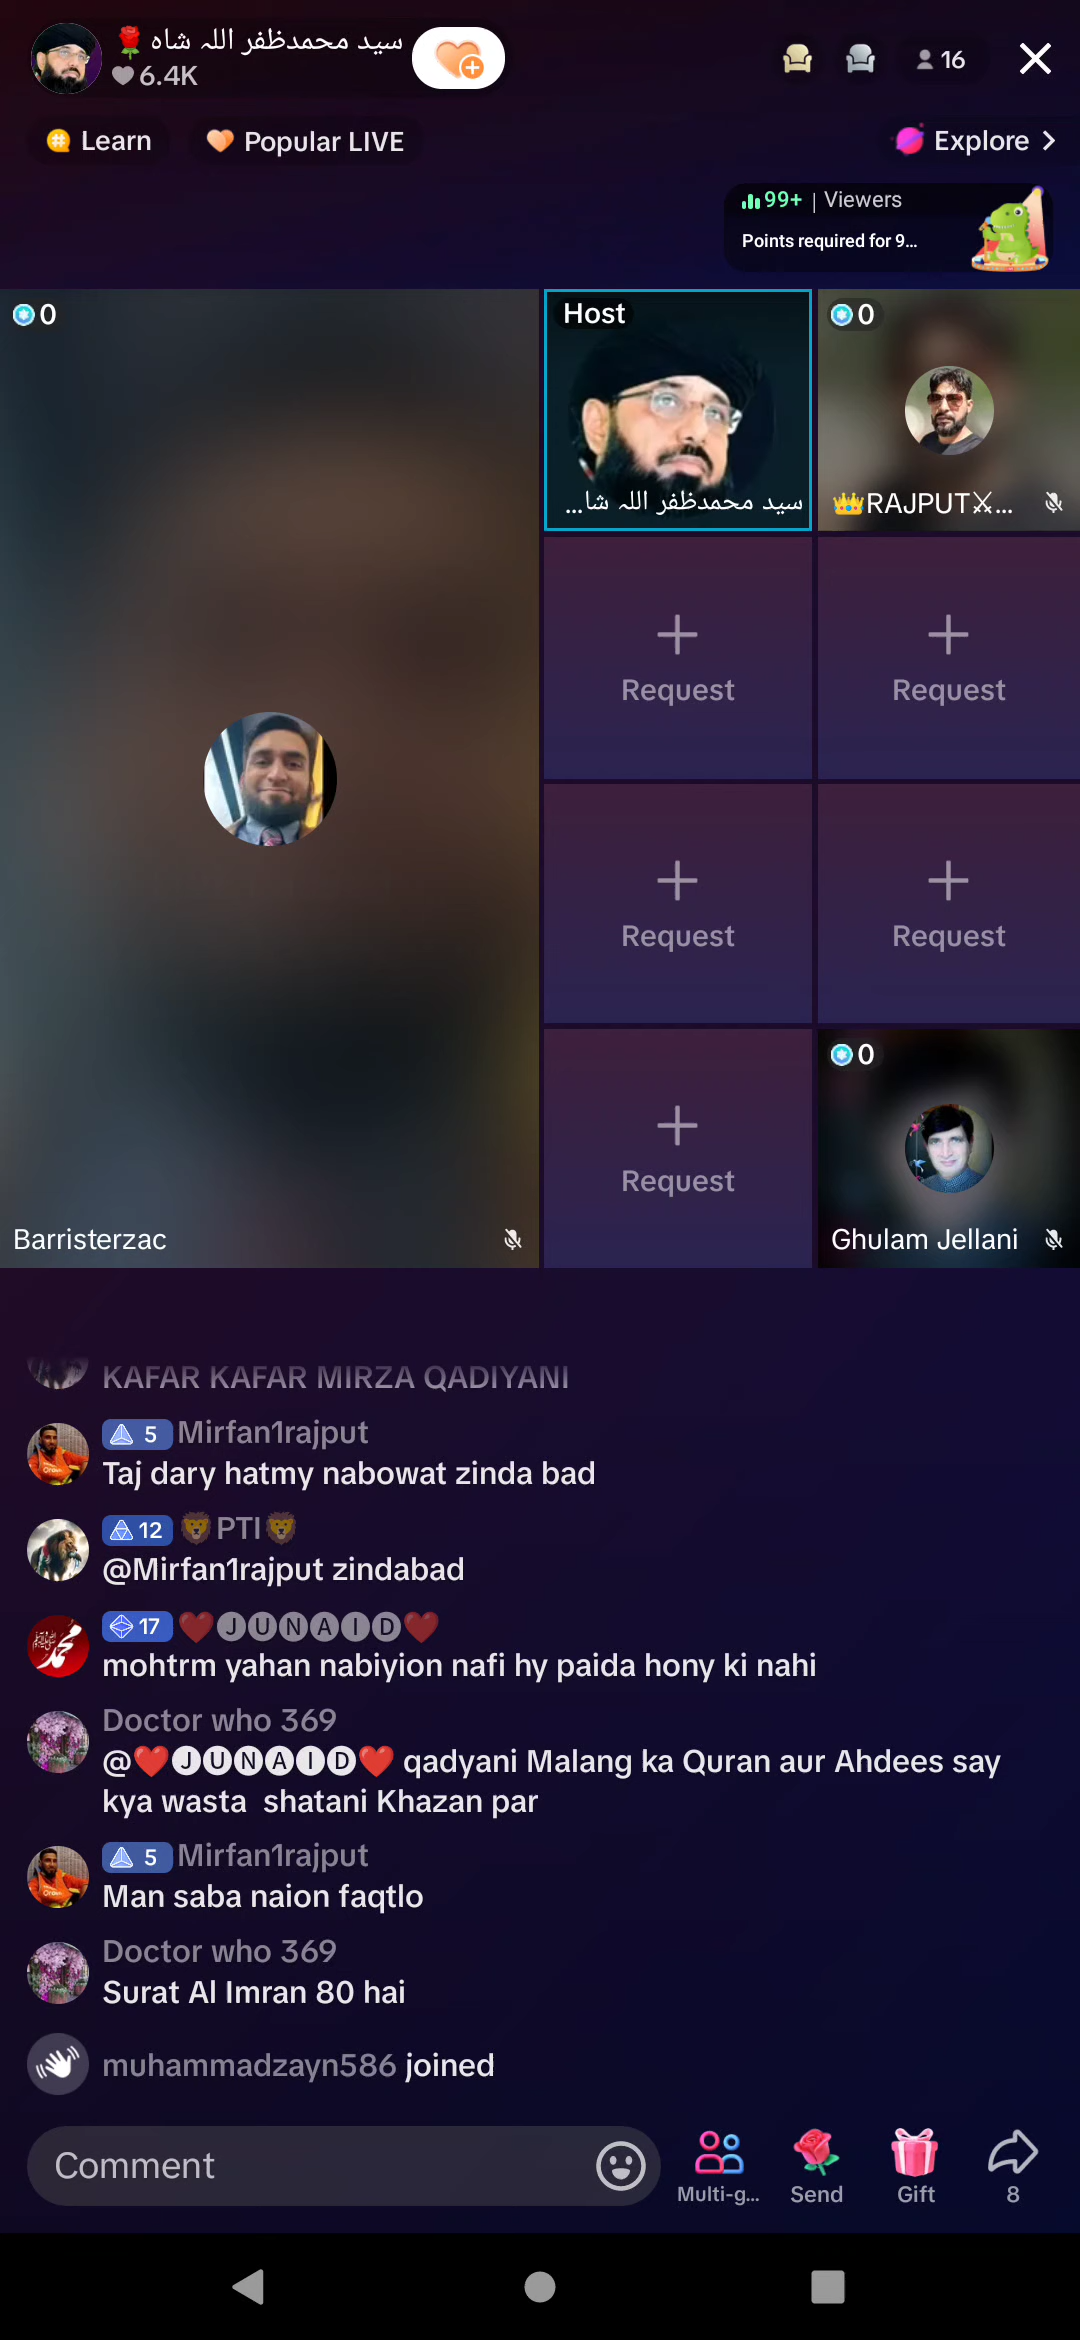 سید محمدظفر اللہ شاہ🌹
6.4K
16
Learn
Popular LIVE
Explore
99+ | Viewers
Points required for 9...
0
Host
سید محمدظفر اللہ شا...
0
👑RAJPUT⚔...
Request
Request
Request
Request
Request
0
Ghulam Jellani
Barristerzac
KAFAR KAFAR MIRZA QADIYANI
5 Mirfan1rajput
Taj dary hatmy nabowat zinda bad
12 🦁PTI🦁
@Mirfan1rajput zindabad
17 ❤️🅙🅤🅝🅐🅘🅓❤️
mohtrm yahan nabiyion nafi hy paida hony ki nahi
Doctor who 369
@❤️🅙🅤🅝🅐🅘🅓❤️ qadyani Malang ka Quran aur Ahdees say
kya wasta  shatani Khazan par
5 Mirfan1rajput
Man saba naion faqtlo
Doctor who 369
Surat Al Imran 80 hai
muhammadzayn586 joined
Comment
Multi-g...
Send
Gift
8